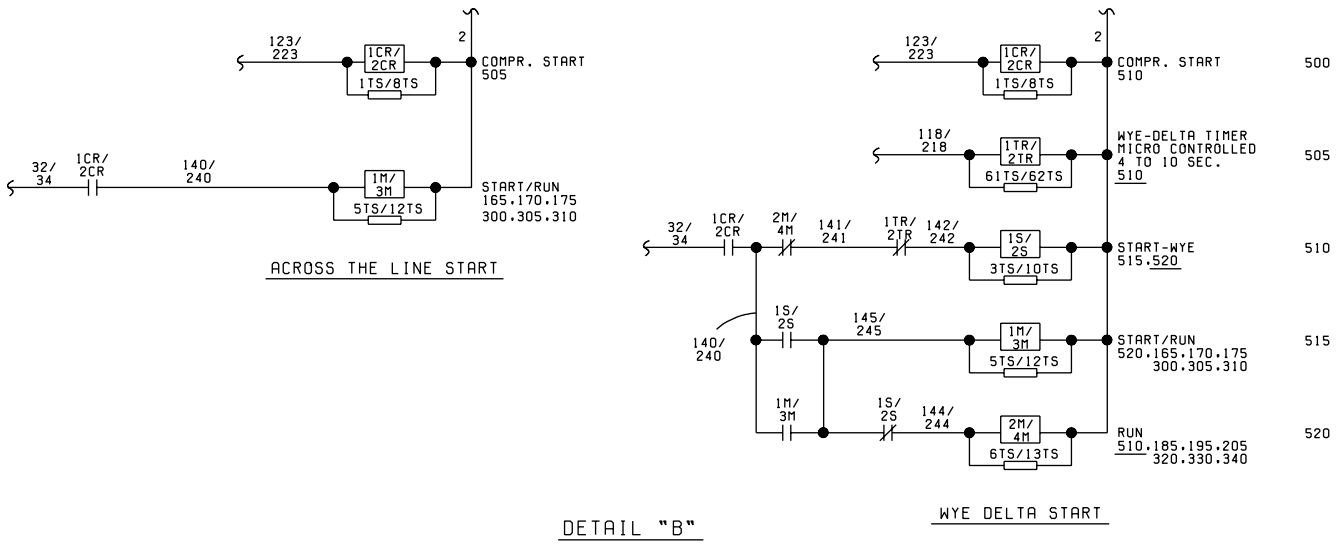 2
123/
223
1CR/
2CR
COMPR. START
505
1TS/8TS
32/
34
1CR/
2CR
140/
240
1M/
3M
START/RUN
165.170.175
300.305.310
5TS/12TS
ACROSS THE LINE START
2
123/
223
1CR/
2CR
COMPR. START
510
500
1TS/8TS
118/
218
1TR/
2TR
WYE-DELTA TIMER
MICRO CONTROLLED
4 TO 10 SEC.
510
505
61TS/62TS
32/
34
1CR/
2CR
2M/
4M
141/
241
1TR/
2TR
142/
242
1S/
2S
START-WYE
515.520
510
3TS/10TS
140/
240
1S/
2S
145/
245
1M/
3M
START/RUN
520.165.170.175
300.305.310
515
5TS/12TS
1M/
3M
1S/
2S
144/
244
2M/
4M
RUN
510.185.195.205
320.330.340
520
6TS/13TS
WYE DELTA START
DETAIL "B"